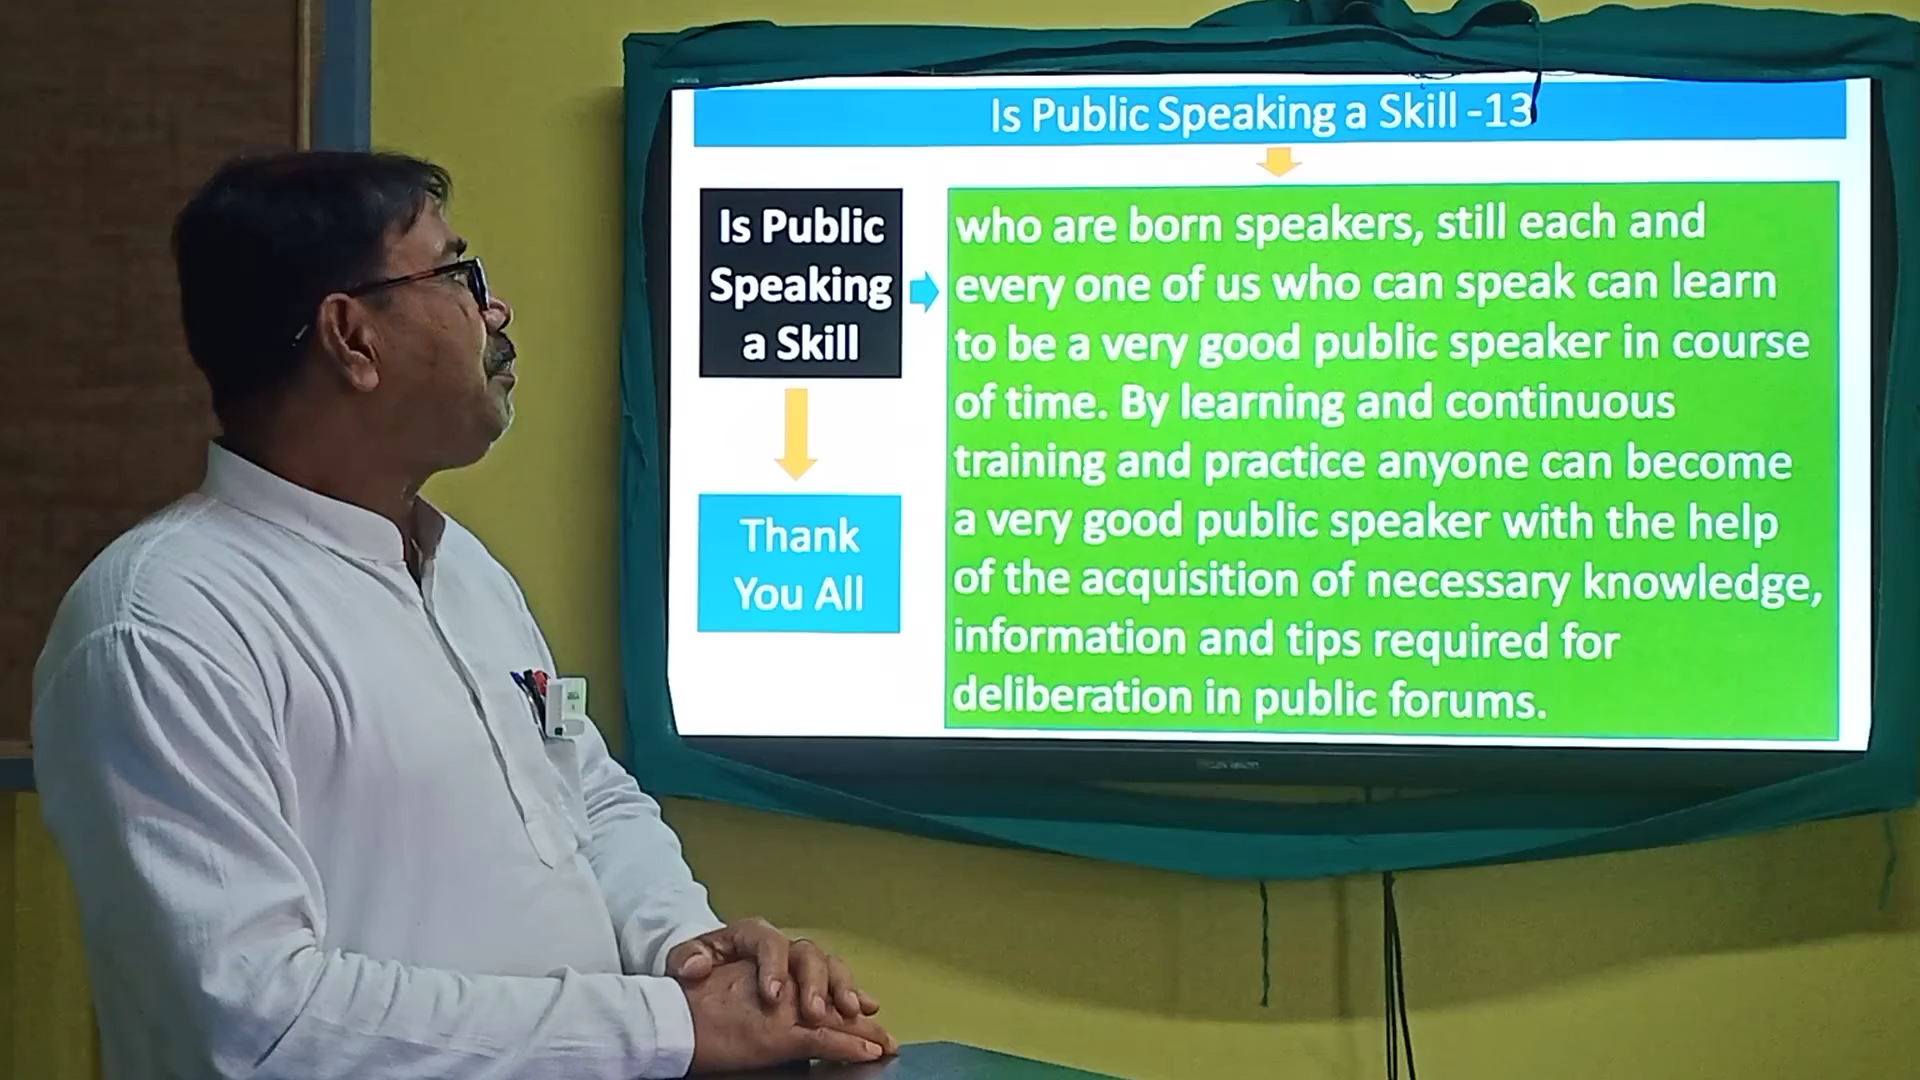 Is Public Speaking a Skill -13
Is Public
Speaking
a Skill
Thank
You All
who are born speakers, still each and
every one of us who can speak can learn
to be a very good public speaker in course
of time. By learning and continuous
training and practice anyone can become
a very good public speaker with the help
of the acquisition of necessary knowledge,
information and tips required for
deliberation in public forums.